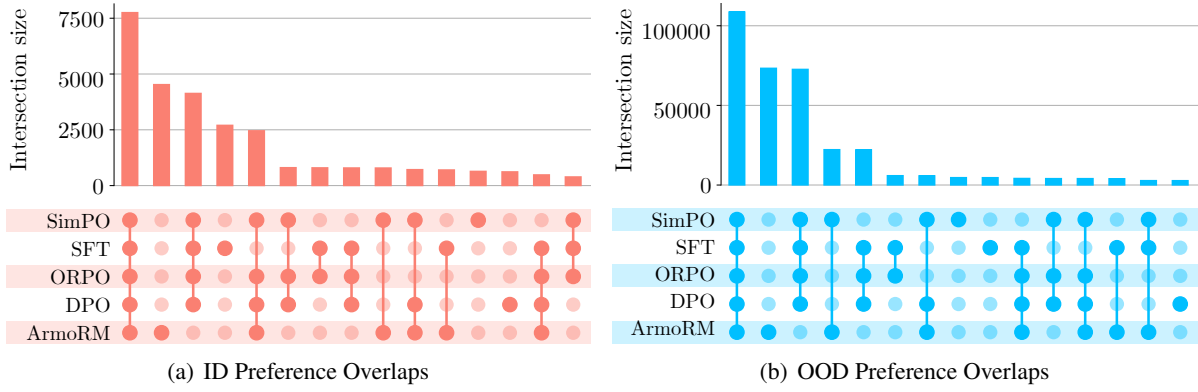 Intersection size
7500
5000
2500
0
SimPO
SFT
ORPO
DPO
ArmoRM
(a) ID Preference Overlaps
Intersection size
100000
50000
0
SimPO
SFT
ORPO
DPO
ArmoRM
(b) OOD Preference Overlaps